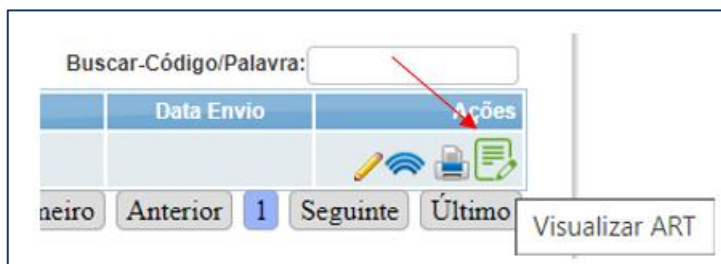 Buscar-Código/Palavra:
Data Envio Ações
neiro Anterior 1 Seguinte Último
Visualizar ART